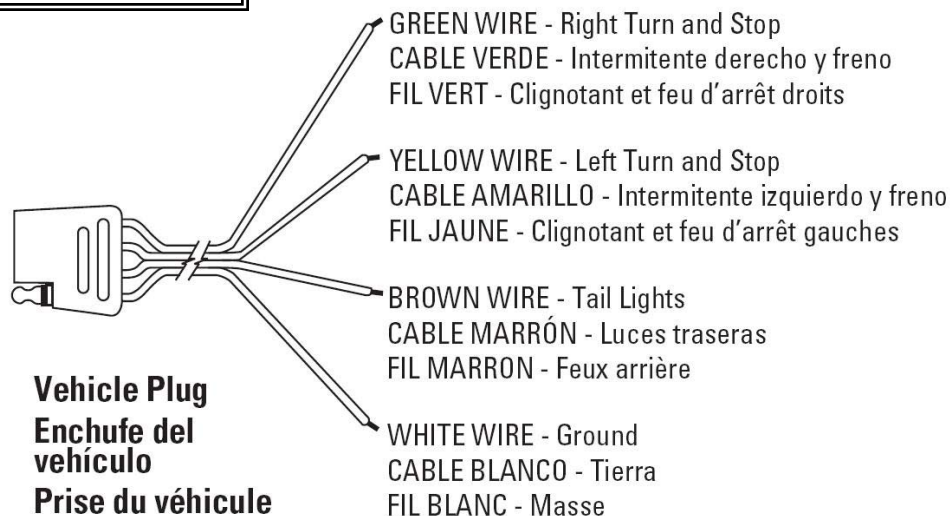 GREEN WIRE - Right Turn and Stop
CABLE VERDE - Intermitente derecho y freno
FIL VERT - Clignotant et feu d'arrêt droits
YELLOW WIRE - Left Turn and Stop
CABLE AMARILLO - Intermitente izquierdo y freno
FIL JAUNE - Clignotant et feu d'arrêt gauches
BROWN WIRE - Tail Lights
CABLE MARRÓN - Luces traseras
FIL MARRON - Feux arrière
WHITE WIRE - Ground
CABLE BLANCO - Tierra
FIL BLANC - Masse
Vehicle Plug
Enchufe del
vehículo
Prise du véhicule